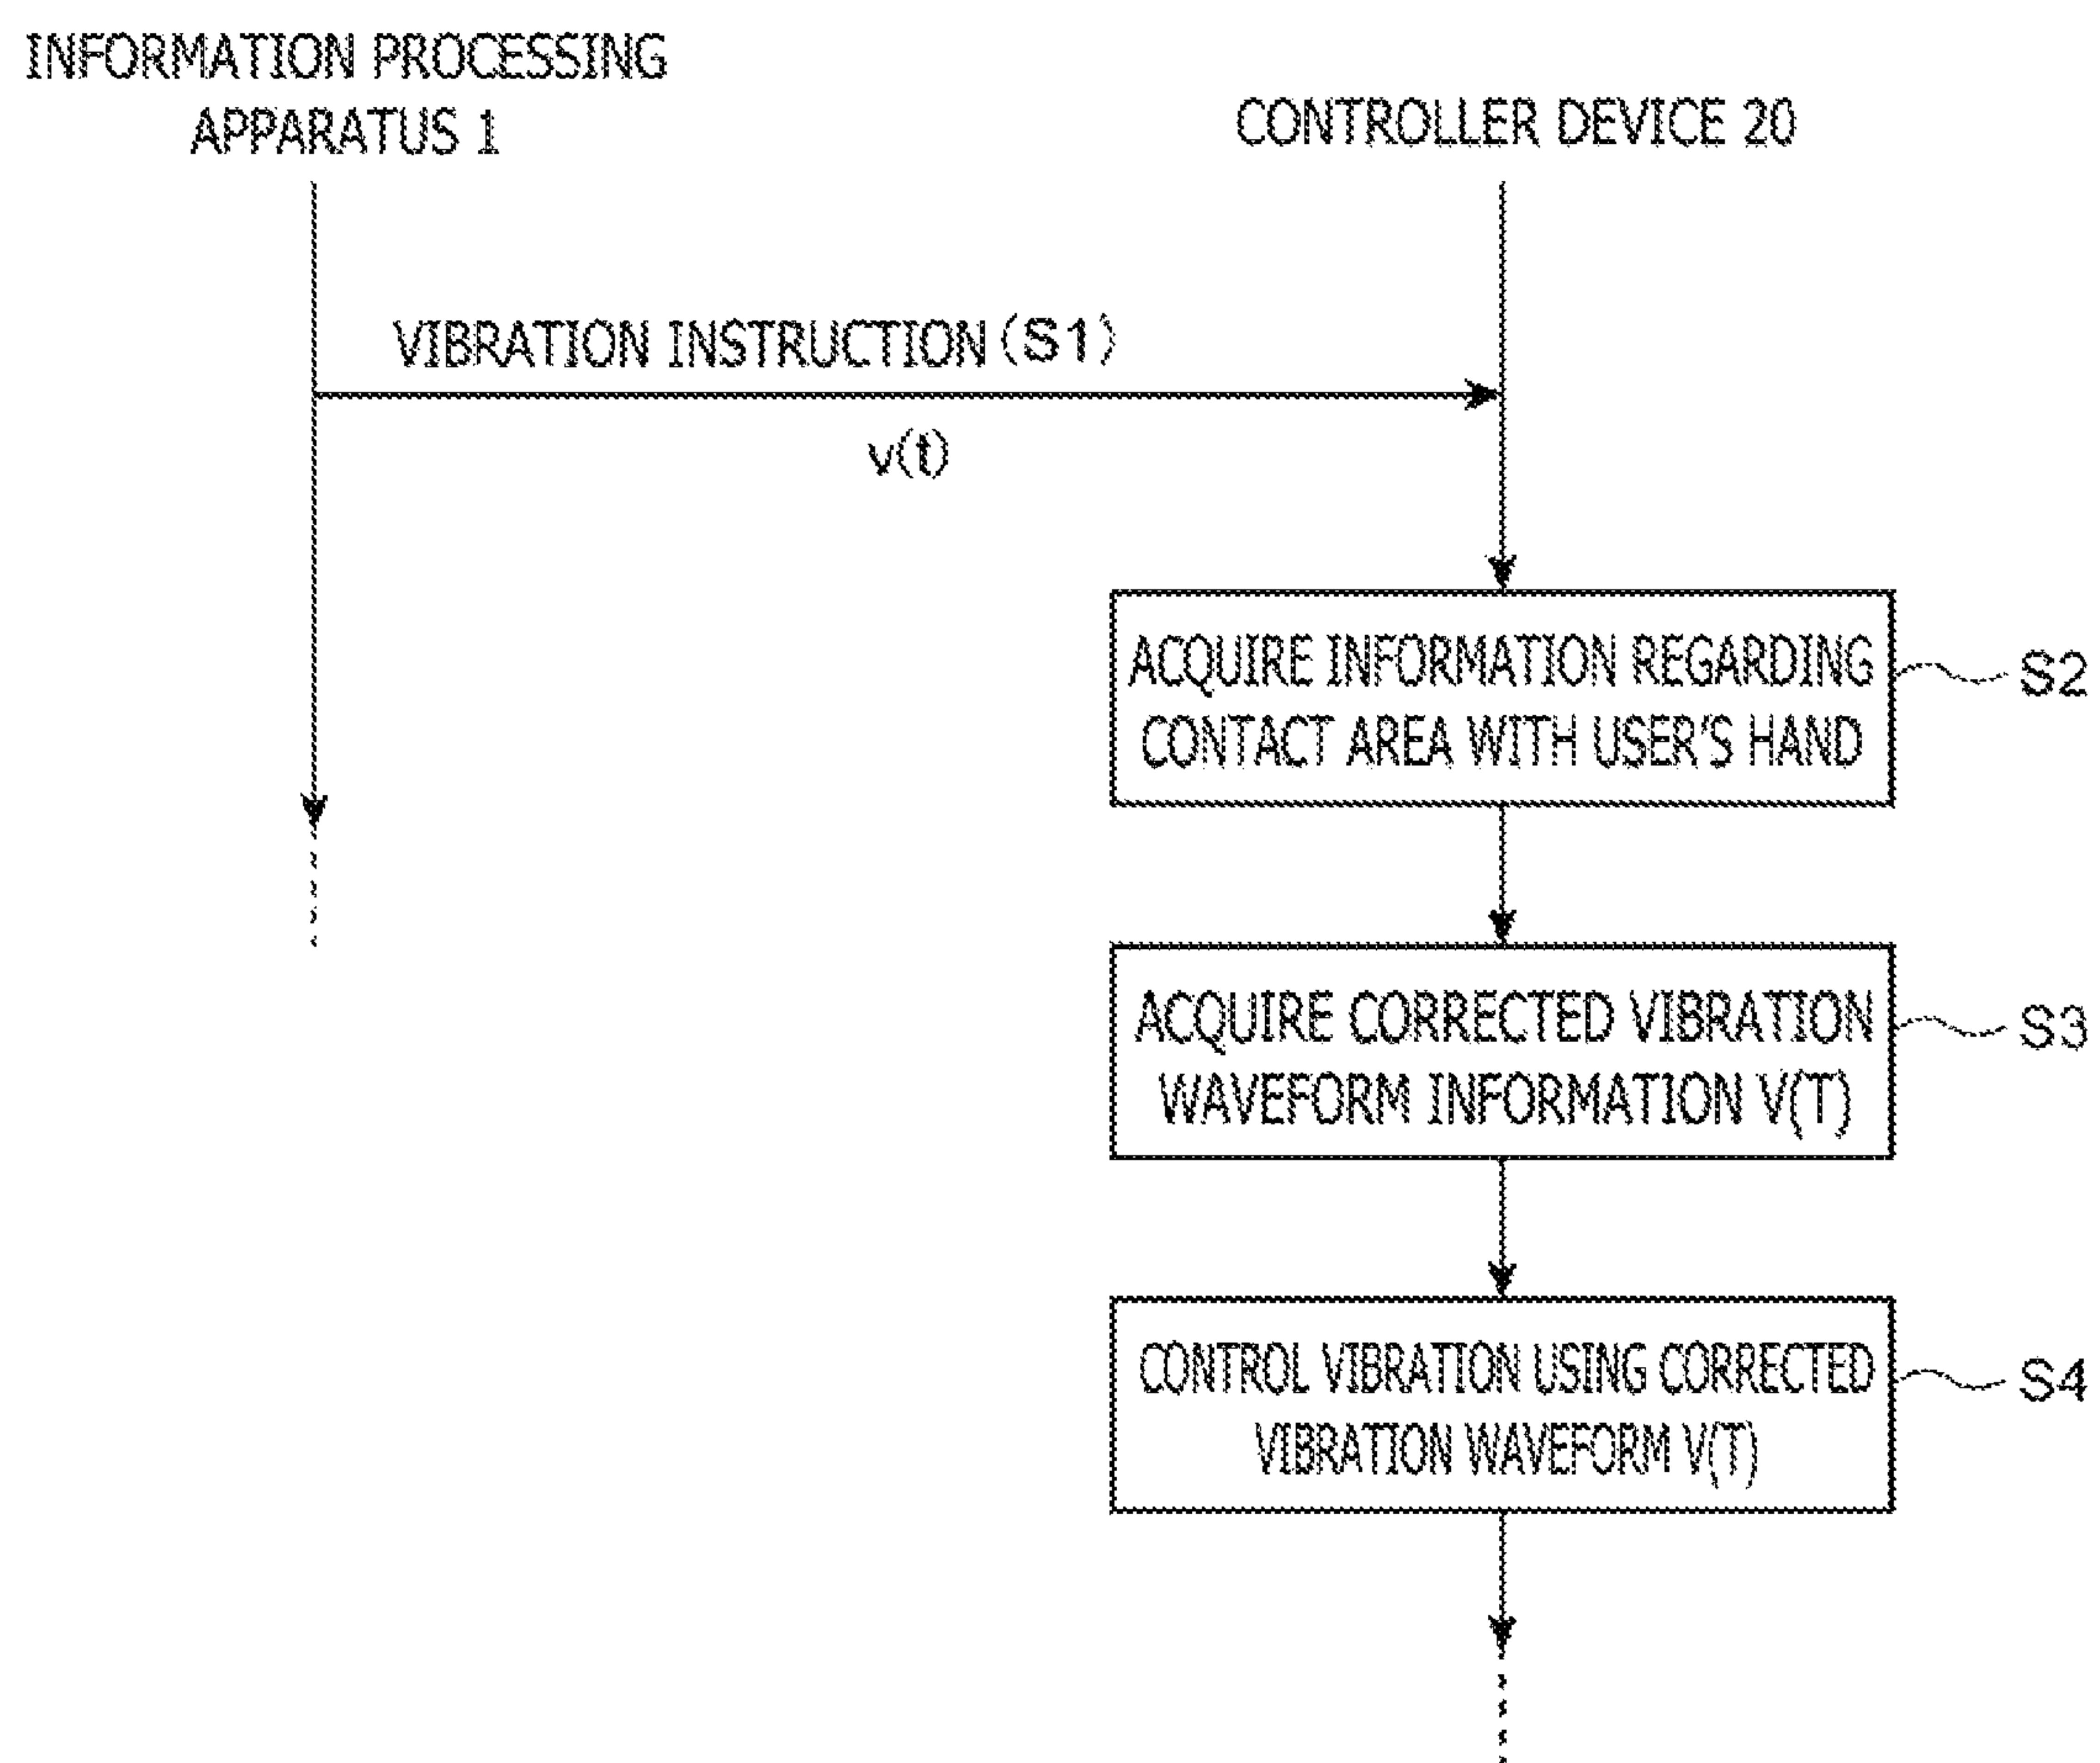 INFORMATION PROCESSING
APPARATUS 1
CONTROLLER DEVICE 20
VIBRATION INSTRUCTION (S1)
v(t)
ACQUIRE INFORMATION REGARDING
CONTACT AREA WITH USER'S HAND
S2
ACQUIRE CORRECTED VIBRATION
WAVEFORM INFORMATION V(T)
S3
CONTROL VIBRATION USING CORRECTED
VIBRATION WAVEFORM V(T)
S4